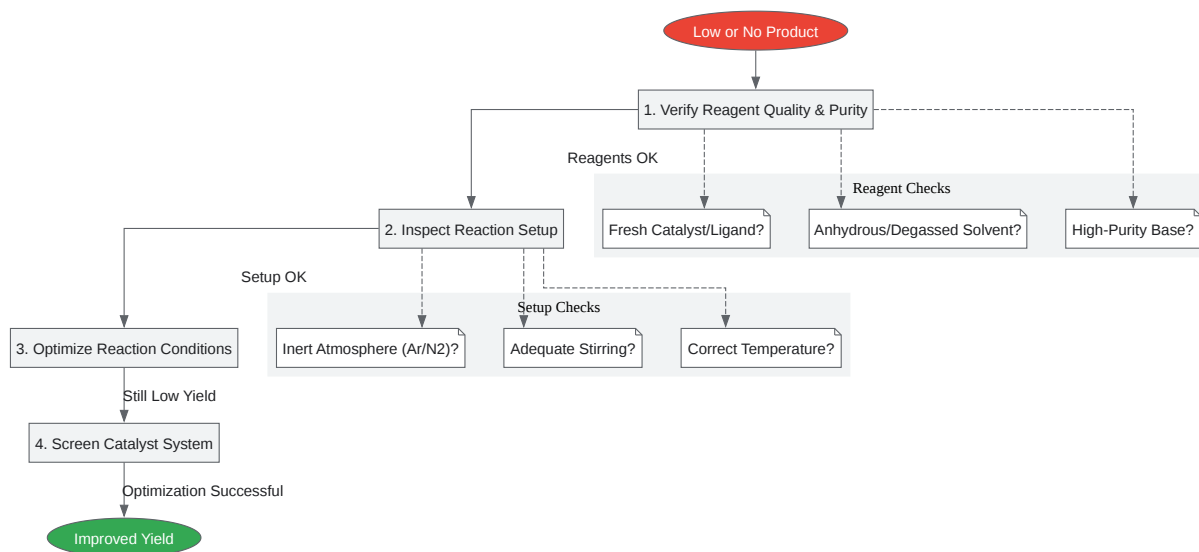 Low or No Product
1. Verify Reagent Quality & Purity
Reagents OK
Reagent Checks
Fresh Catalyst/Ligand?
Anhydrous/Degassed Solvent?
High-Purity Base?
2. Inspect Reaction Setup
Setup OK
Setup Checks
Inert Atmosphere (Ar/N2)?
Adequate Stirring?
Correct Temperature?
3. Optimize Reaction Conditions
Still Low Yield
4. Screen Catalyst System
Optimization Successful
Improved Yield